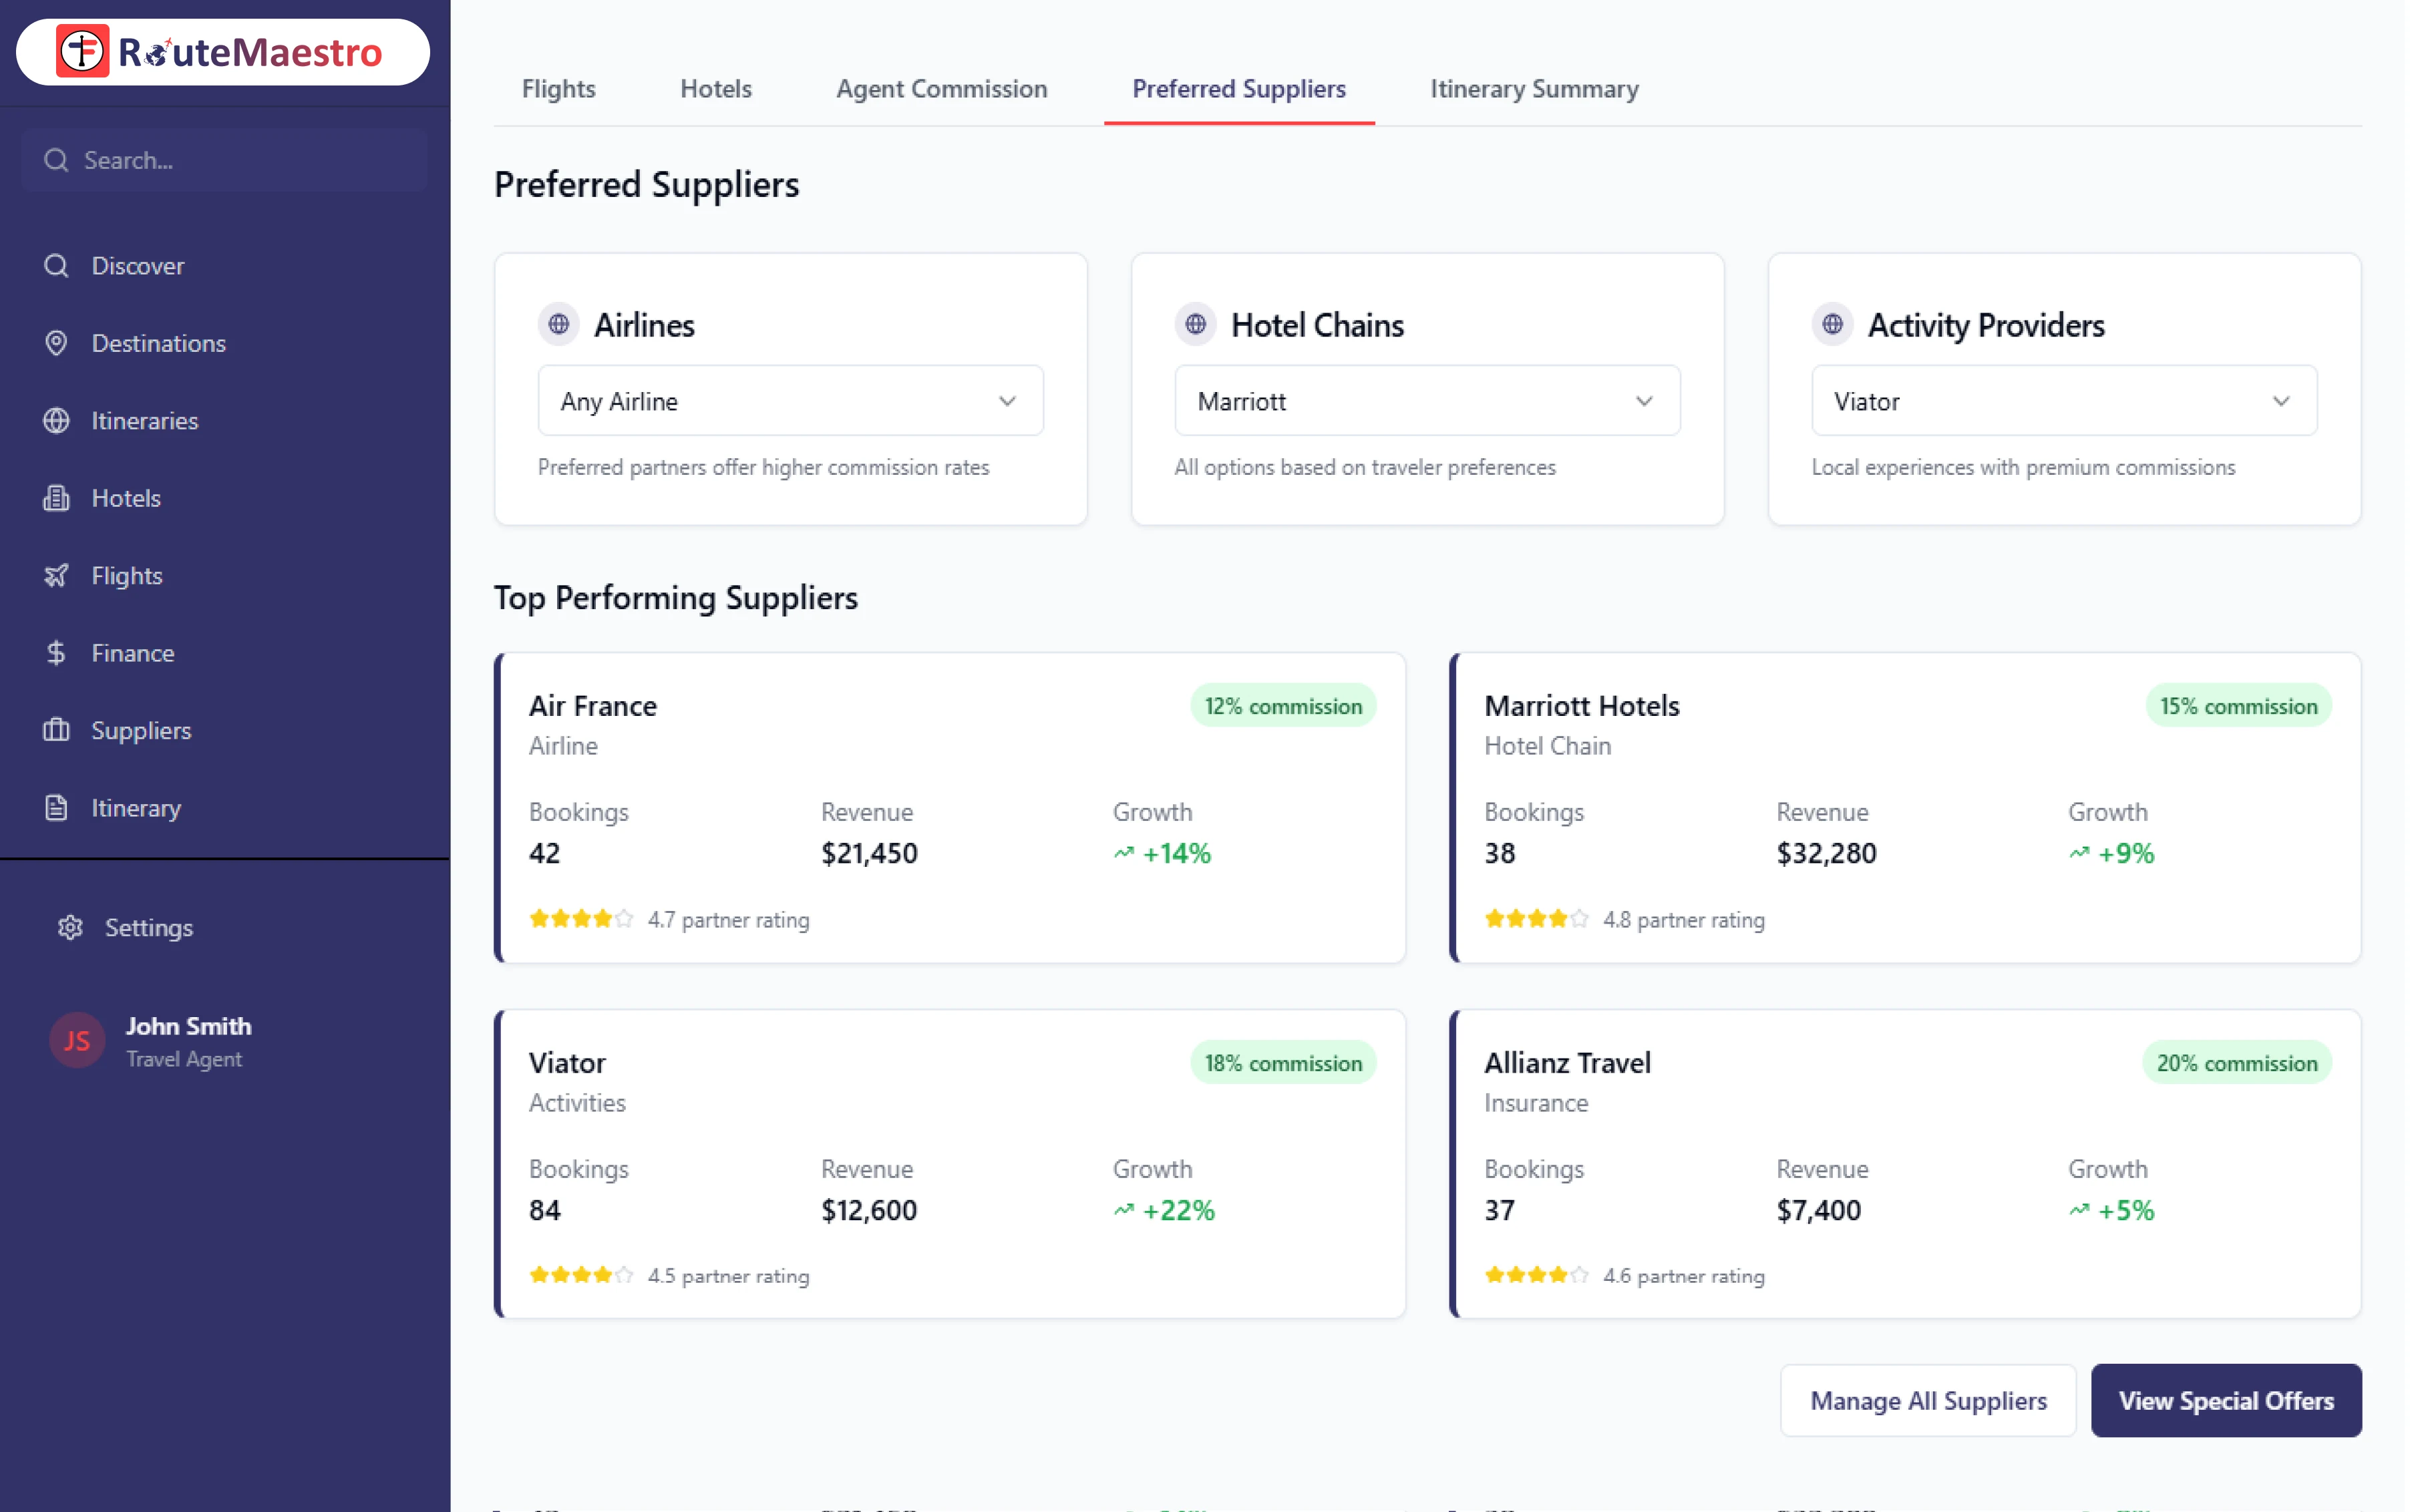 RouteMaestro
Search...
Discover
Destinations
Itineraries
Hotels
Flights
Finance
Suppliers
Itinerary
Settings
JS
John Smith
Travel Agent
Flights Hotels Agent Commission Preferred Suppliers Itinerary Summary
Preferred Suppliers
Airlines
Any Airline
Preferred partners offer higher commission rates
Hotel Chains
Marriott
All options based on traveler preferences
Activity Providers
Viator
Local experiences with premium commissions
Top Performing Suppliers
Air France 12% commission
Airline
Bookings Revenue Growth
42 $21,450 +14%
4.7 partner rating
Marriott Hotels 15% commission
Hotel Chain
Bookings Revenue Growth
38 $32,280 +9%
4.8 partner rating
Viator 18% commission
Activities
Bookings Revenue Growth
84 $12,600 +22%
4.5 partner rating
Allianz Travel 20% commission
Insurance
Bookings Revenue Growth
37 $7,400 +5%
4.6 partner rating
Manage All Suppliers View Special Offers